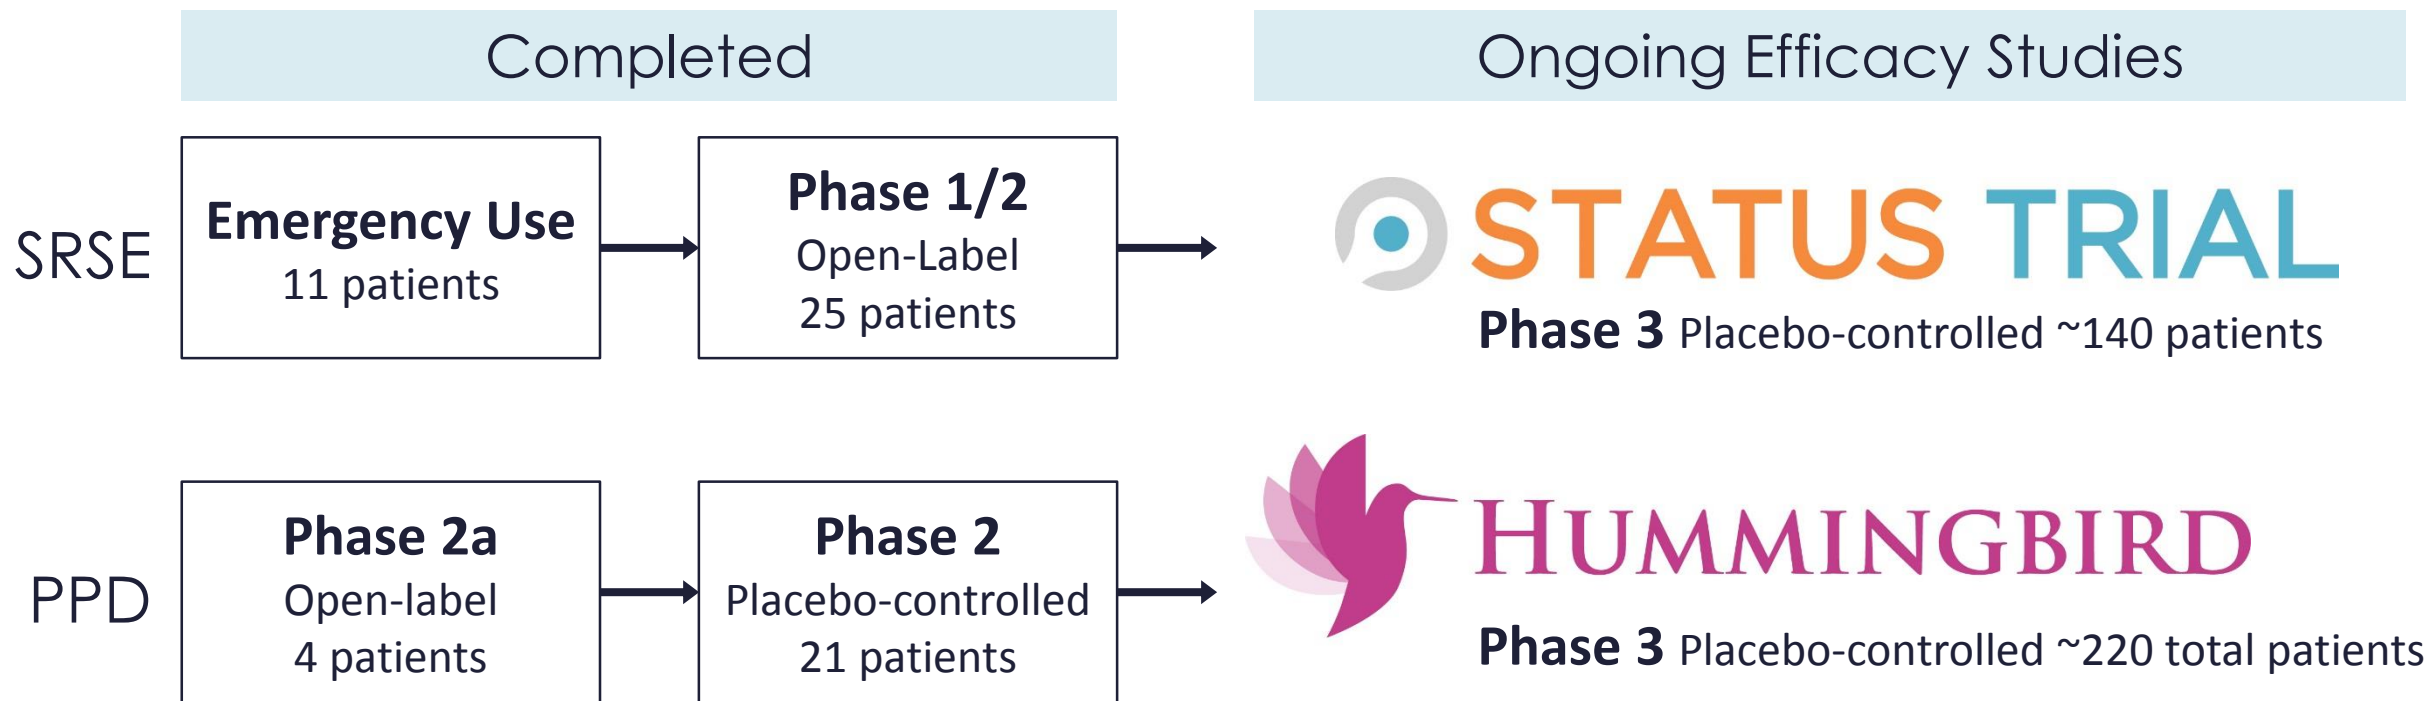 Completed
Ongoing Efficacy Studies
SRSE
Emergency Use
11 patients
Phase 1/2
Open-Label
25 patients
STATUS TRIAL
Phase 3 Placebo-controlled ~140 patients
PPD
Phase 2a
Open-label
4 patients
Phase 2
Placebo-controlled
21 patients
HUMMINGBIRD
Phase 3 Placebo-controlled ~220 total patients